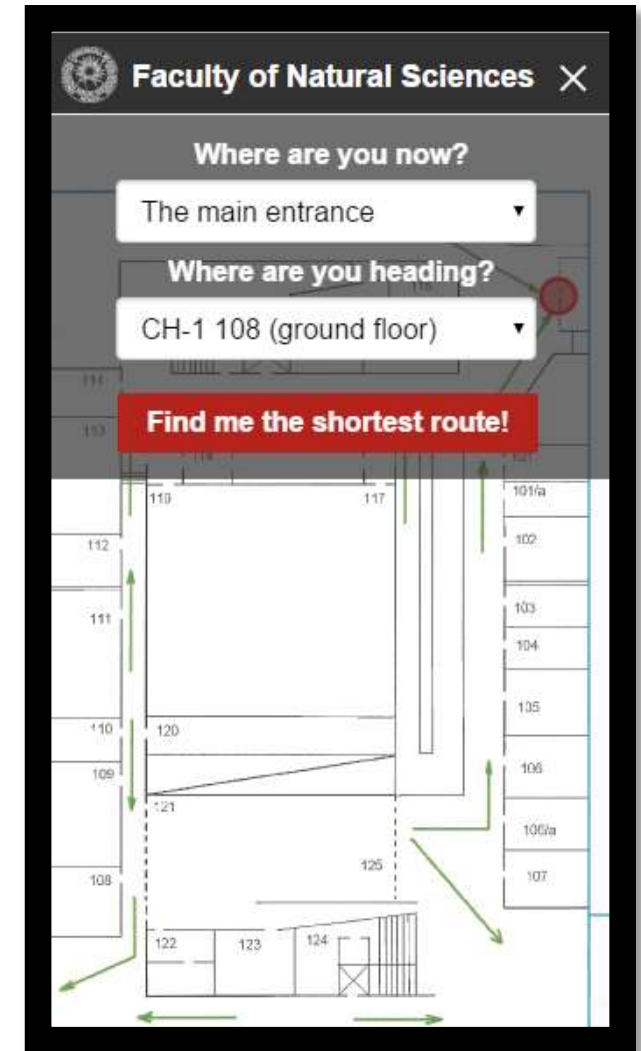 Faculty of Natural Sciences ×
Where are you now?
The main entrance
Where are you heading?
CH-1 108 (ground floor)
114
Find me the shortest route!
113
119 117
101/a
112
102
111
103
104
105
110 120
109
106
121
106/a
125
108
107
122 123 124